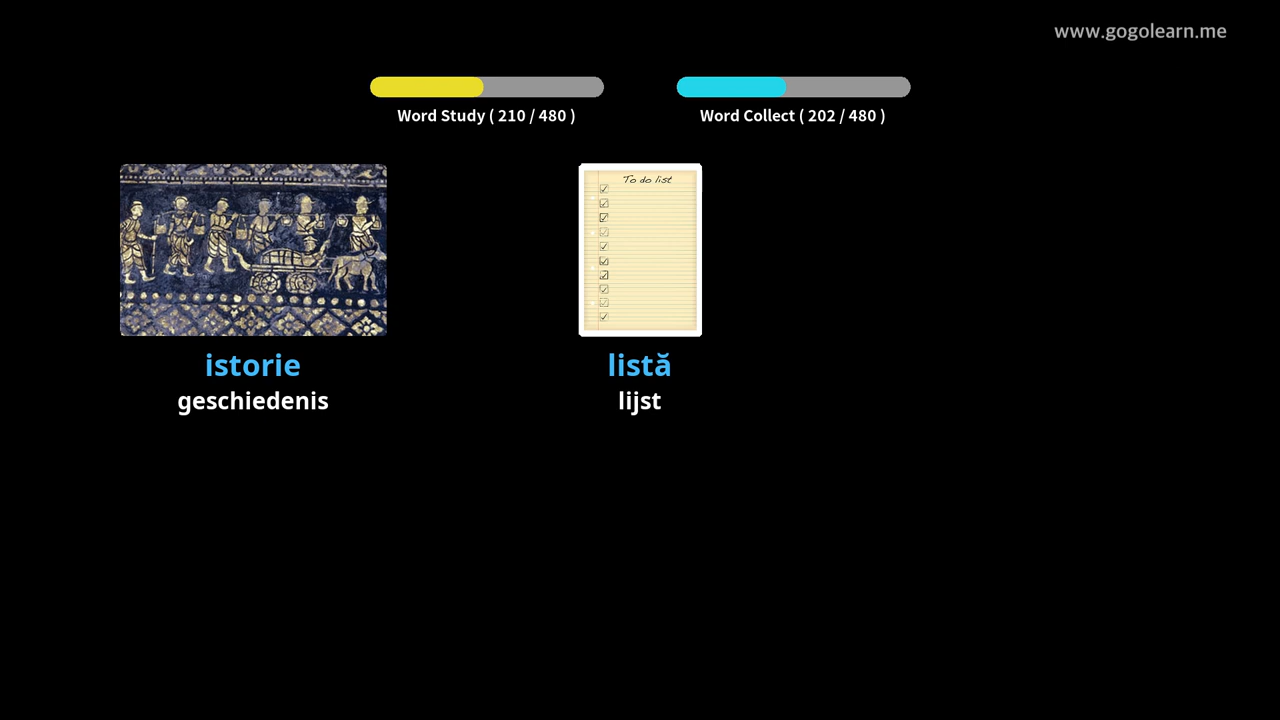 www.gogolearn.me
Word Study ( 210 / 480 )
Word Collect ( 202 / 480 )
To do list
istorie
geschiedenis
listă
lijst